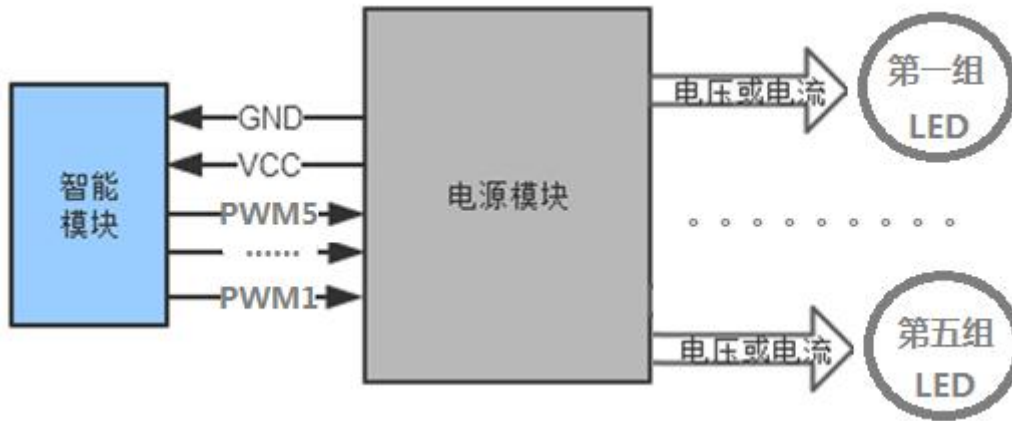 智能
模块
GND
VCC
PWM5
......
PWM1
电源模块
电压或电流
第一组
LED
电压或电流
第五组
LED